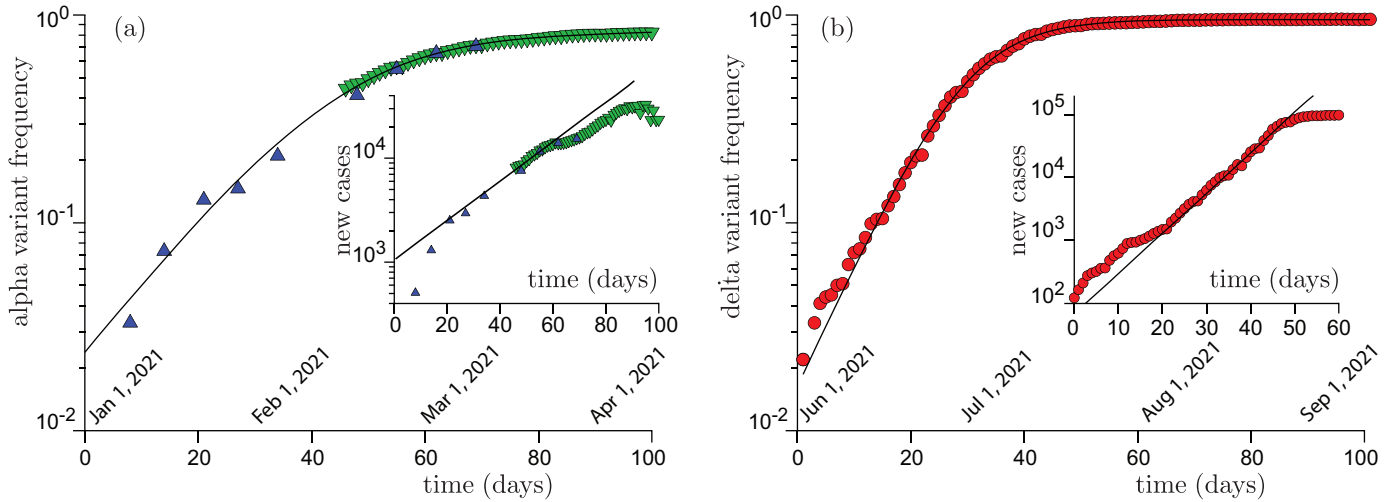 (a)
alpha variant frequency
10^0
10^-1
10^-2
0 20 40 60 80 100
time (days)
Jan 1, 2021
Feb 1, 2021
Mar 1, 2021
Apr 1, 2021
new cases
10^4
10^3
time (days)
0 20 40 60 80 100
(b)
delta variant frequency
10^0
10^-1
10^-2
0 20 40 60 80 100
time (days)
Jun 1, 2021
Jul 1, 2021
Aug 1, 2021
Sep 1, 2021
new cases
10^5
10^4
10^3
10^2
time (days)
0 10 20 30 40 50 60